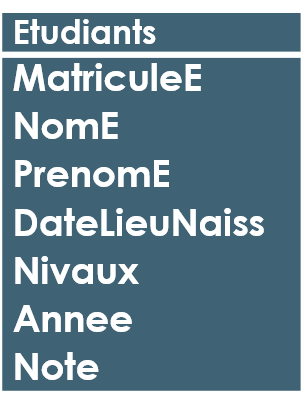 Etudiants
MatriculeE
NomE
PrenomE
DateLieuNaiss
Nivaux
Annee
Note